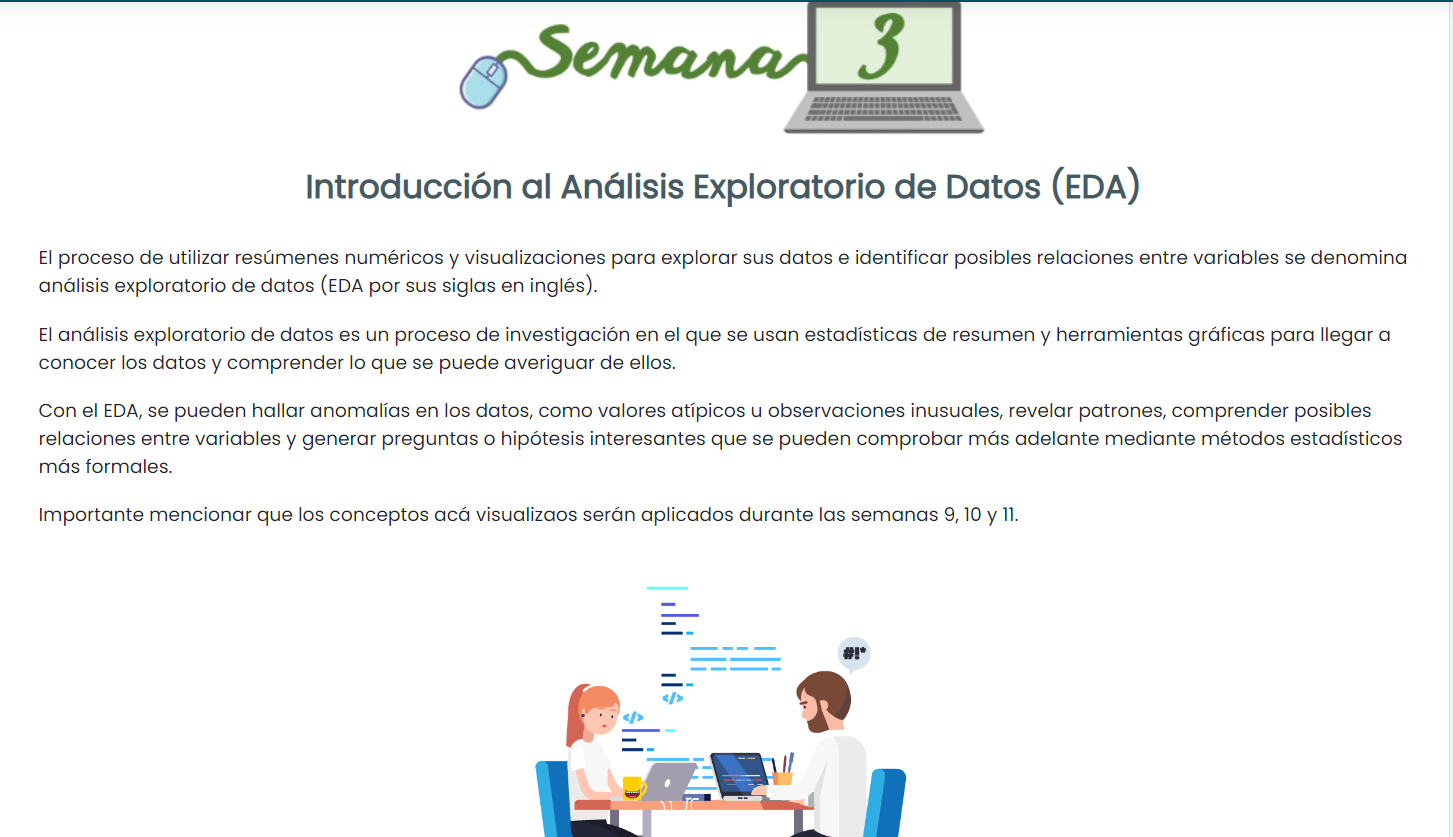 Semana 3
Introducción al Análisis Exploratorio de Datos (EDA)
El proceso de utilizar resúmenes numéricos y visualizaciones para explorar sus datos e identificar posibles relaciones entre variables se denomina
análisis exploratorio de datos (EDA por sus siglas en inglés).
El análisis exploratorio de datos es un proceso de investigación en el que se usan estadísticas de resumen y herramientas gráficas para llegar a
conocer los datos y comprender lo que se puede averiguar de ellos.
Con el EDA, se pueden hallar anomalías en los datos, como valores atípicos u observaciones inusuales, revelar patrones, comprender posibles
relaciones entre variables y generar preguntas o hipótesis interesantes que se pueden comprobar más adelante mediante métodos estadísticos
más formales.
Importante mencionar que los conceptos acá visualizaos serán aplicados durante las semanas 9, 10 y 11.
#!*
</>
</>